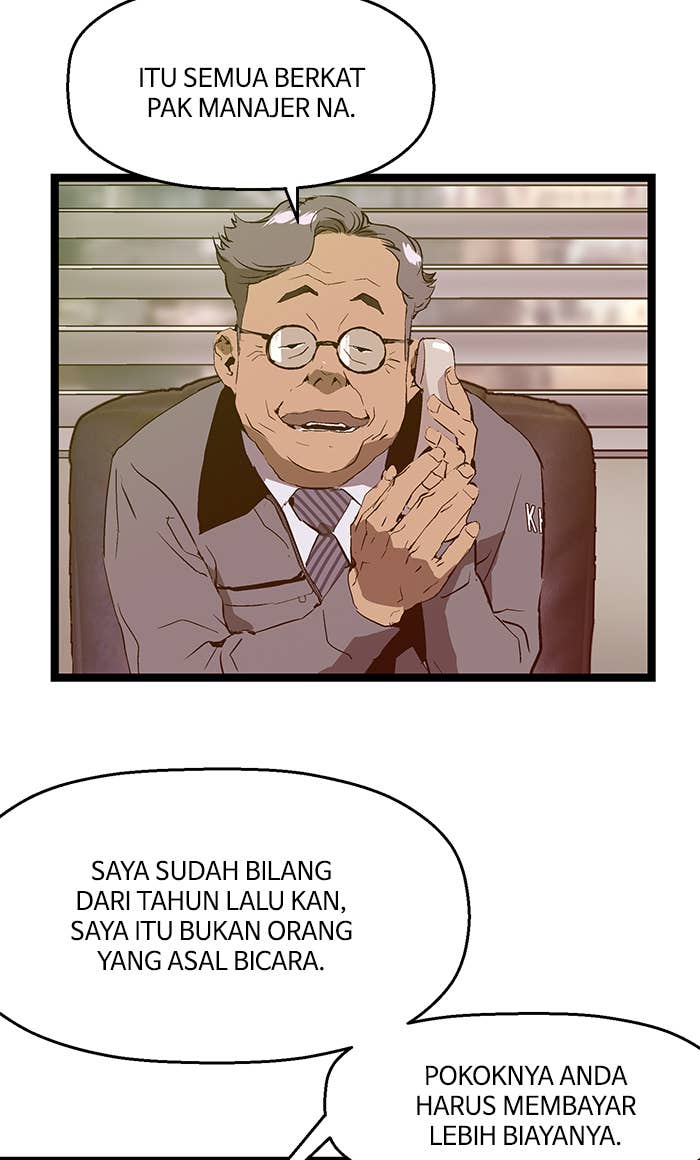 ITU SEMUA BERKAT
PAK MANAJER NA.
SAYA SUDAH BILANG
DARI TAHUN LALU KAN,
SAYA ITU BUKAN ORANG
YANG ASAL BICARA.
POKOKNYA ANDA
HARUS MEMBAYAR
LEBIH BIAYANYA.